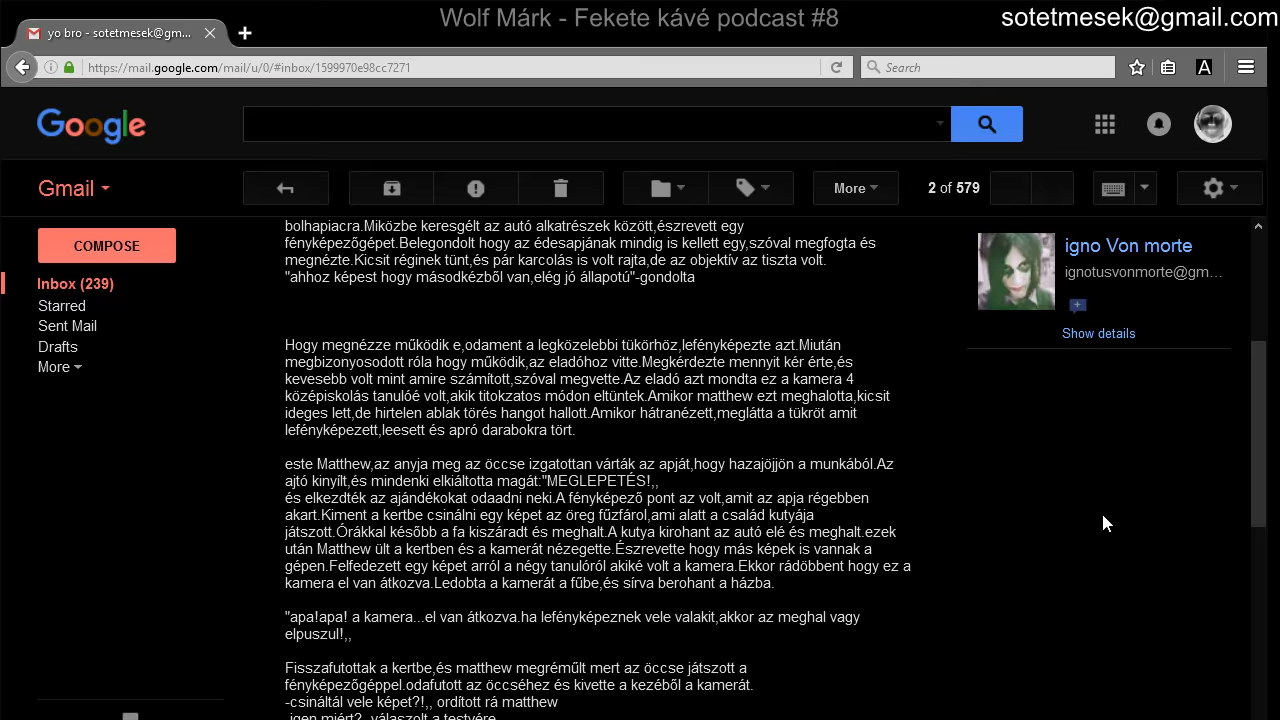 Wolf Márk - Fekete kávé podcast #8
sotetmesek@gmail.com
yo bro - sotetmesek@gm...
https://mail.google.com/mail/u/0/#inbox/1599970e98cc7271
Search
A
Google
Gmail
More
2 of 579
COMPOSE
Inbox (239)
Starred
Sent Mail
Drafts
More
bolhapiacra.Miközbe keresgélt az autó alkatrészek között,észrevett egy
fényképezőgépet.Belegondolt hogy az édesapjának mindig is kellett egy,szóval megfogta és
megnézte.Kicsit réginek tünt,és pár karcolás is volt rajta,de az objektív az tiszta volt.
"ahhoz képest hogy másodkézből van,elég jó állapotú"-gondolta
Hogy megnézze működik e,odament a legközelebbi tükörhöz,lefényképezte azt.Miután
megbizonyosodott róla hogy működik,az eladóhoz vitte.Megkérdezte mennyit kér érte,és
kevesebb volt mint amire számított,szóval megvette.Az eladó azt mondta ez a kamera 4
középiskolás tanulóé volt,akik titokzatos módon eltüntek.Amikor matthew ezt meghalotta,kicsit
ideges lett,de hirtelen ablak törés hangot hallott.Amikor hátranézett,meglátta a tükröt amit
lefényképezett,leesett és apró darabokra tört.
este Matthew,az anyja meg az öccse izgatottan várták az apját,hogy hazajöjjön a munkából.Az
ajtó kinyílt,és mindenki elkiáltotta magát:"MEGLEPETÉS!,,
és elkezdték az ajándékokat odaadni neki.A fényképező pont az volt,amit az apja régebben
akart.Kiment a kertbe csinálni egy képet az öreg fűzfárol,ami alatt a család kutyája
játszott.Órákkal később a fa kiszáradt és meghalt.A kutya kirohant az autó elé és meghalt.ezek
után Matthew ült a kertben és a kamerát nézegette.Észrevette hogy más képek is vannak a
gépen.Felfedezett egy képet arról a négy tanulóról akiké volt a kamera.Ekkor rádöbbent hogy ez a
kamera el van átkozva.Ledobta a kamerát a fűbe,és sírva berohant a házba.
"apa!apa! a kamera...el van átkozva.ha lefényképeznek vele valakit,akkor az meghal vagy
elpuszul!,,
Fisszafutottak a kertbe,és matthew megréműlt mert az öccse játszott a
fényképezőgéppel.odafutott az öccséhez és kivette a kezéből a kamerát.
-csináltál vele képet?!,, ordított rá matthew
-igen miért?, válaszolt a testvére
igno Von morte
ignotusvonmorte@gm...
Show details